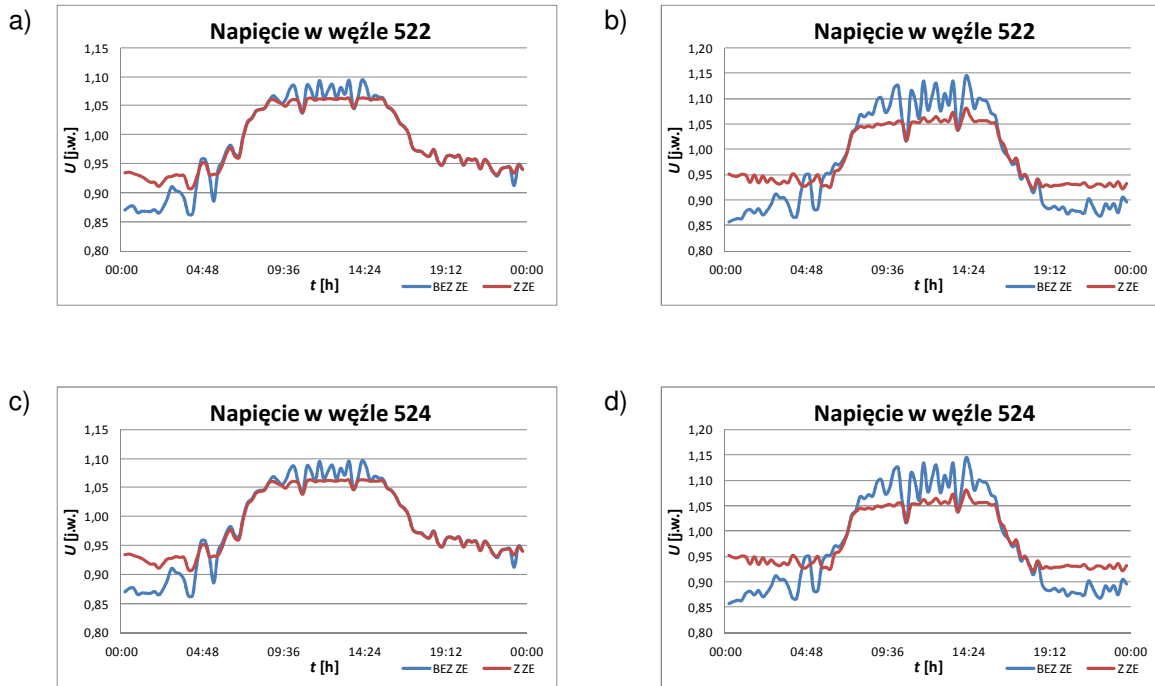 a)
Napięcie w węźle 522
U [j.w.]
1,15
1,10
1,05
1,00
0,95
0,90
0,85
0,80
00:00 04:48 09:36 14:24 19:12 00:00
t [h]
BEZ ZE Z ZE
b)
Napięcie w węźle 522
U [j.w.]
1,20
1,15
1,10
1,05
1,00
0,95
0,90
0,85
0,80
00:00 04:48 09:36 14:24 19:12 00:00
t [h]
BEZ ZE Z ZE
c)
Napięcie w węźle 524
U [j.w.]
1,15
1,10
1,05
1,00
0,95
0,90
0,85
0,80
00:00 04:48 09:36 14:24 19:12 00:00
t [h]
BEZ ZE Z ZE
d)
Napięcie w węźle 524
U [j.w.]
1,20
1,15
1,10
1,05
1,00
0,95
0,90
0,85
0,80
00:00 04:48 09:36 14:24 19:12 00:00
t [h]
BEZ ZE Z ZE